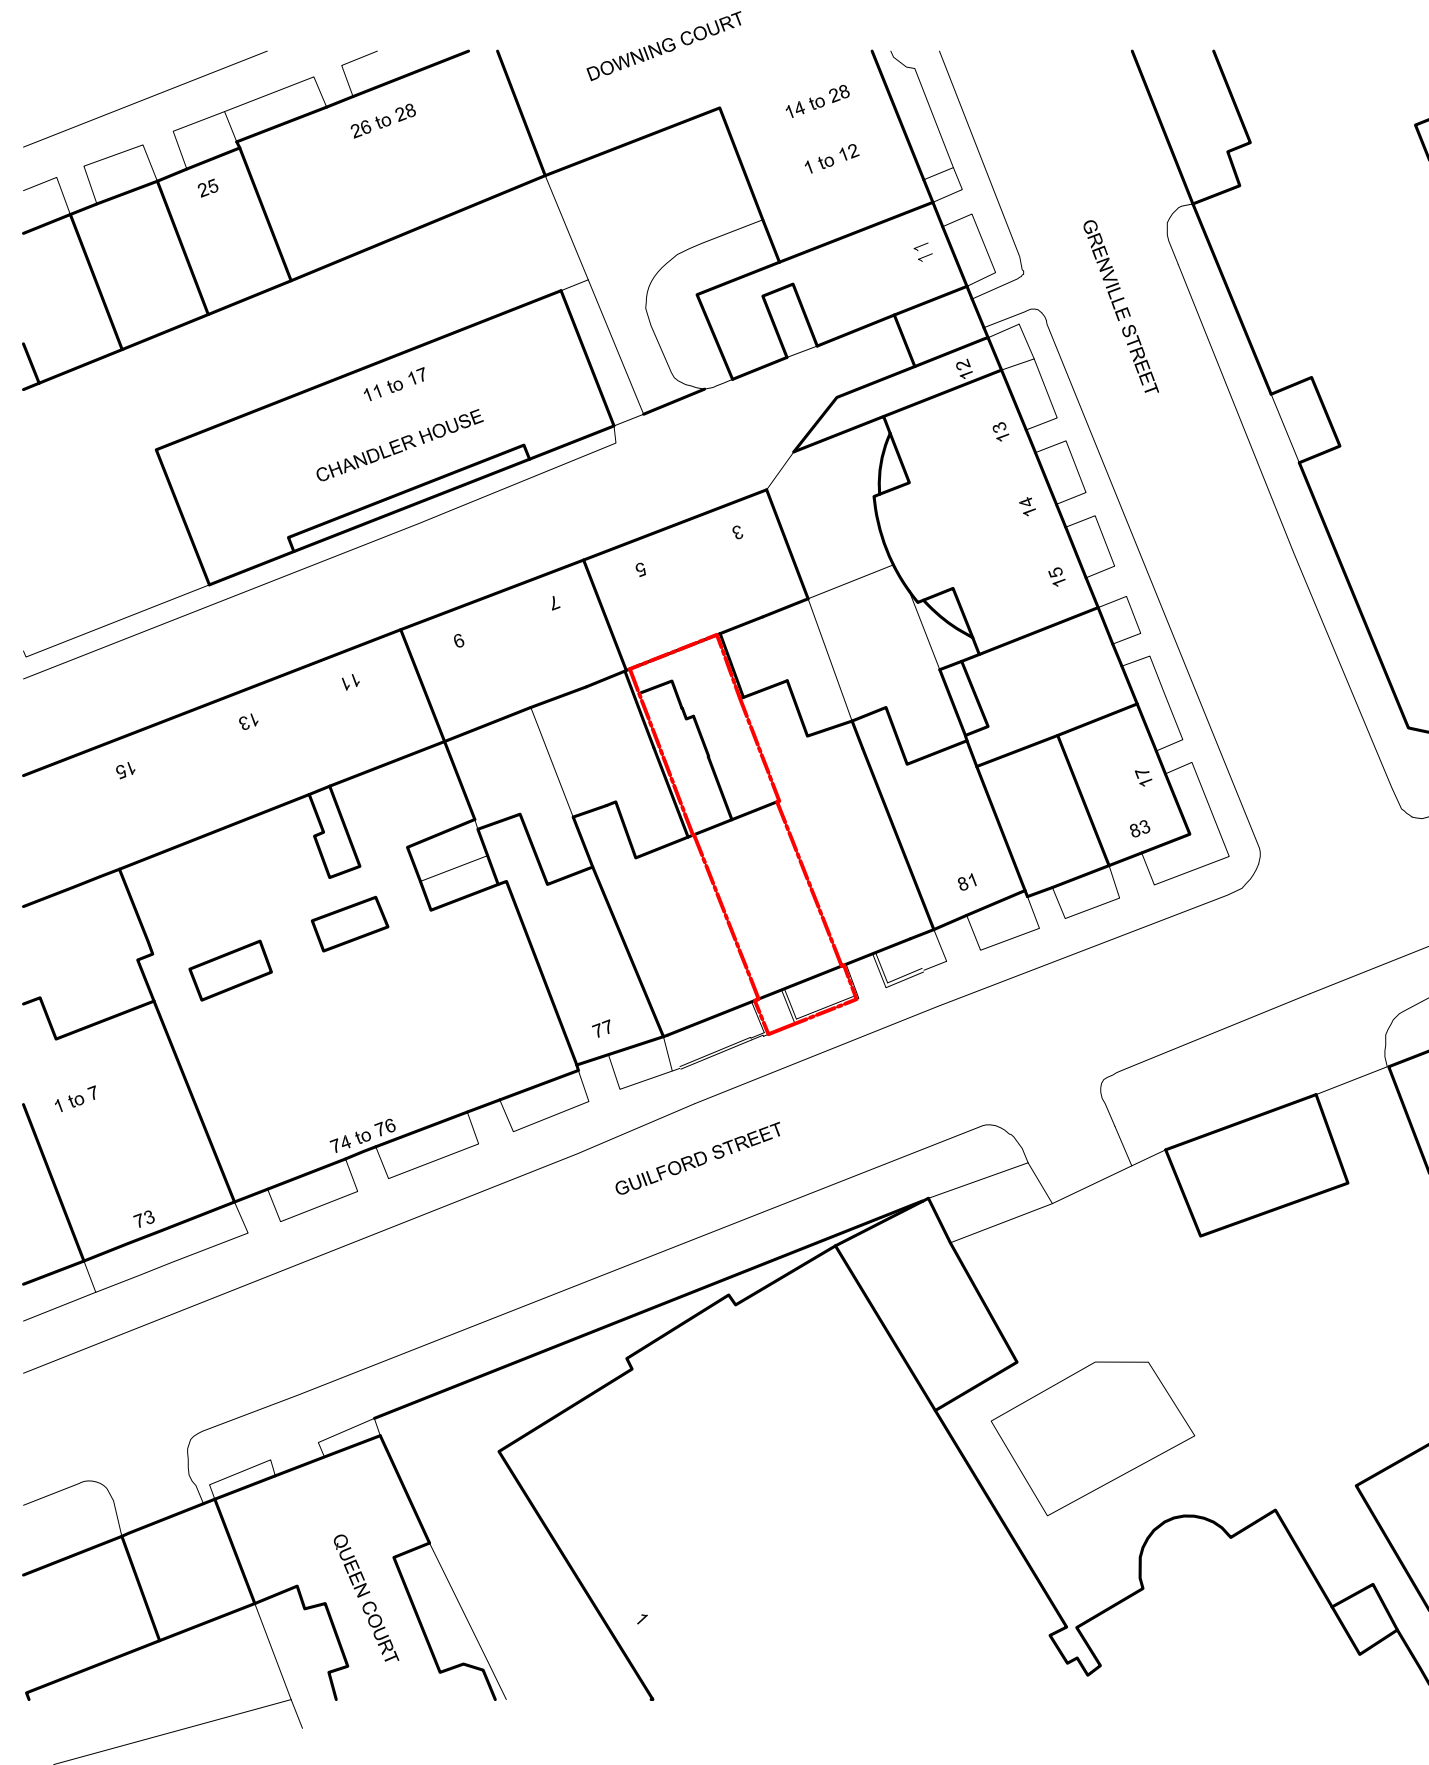 DOWNING COURT
14 to 28
26 to 28
1 to 12
25
11
GRENVILLE STREET
11 to 17
12
CHANDLER HOUSE
13
14
3
5
15
7
9
11
13
15
17
83
81
77
1 to 7
74 to 76
GUILFORD STREET
73
QUEEN COURT
1